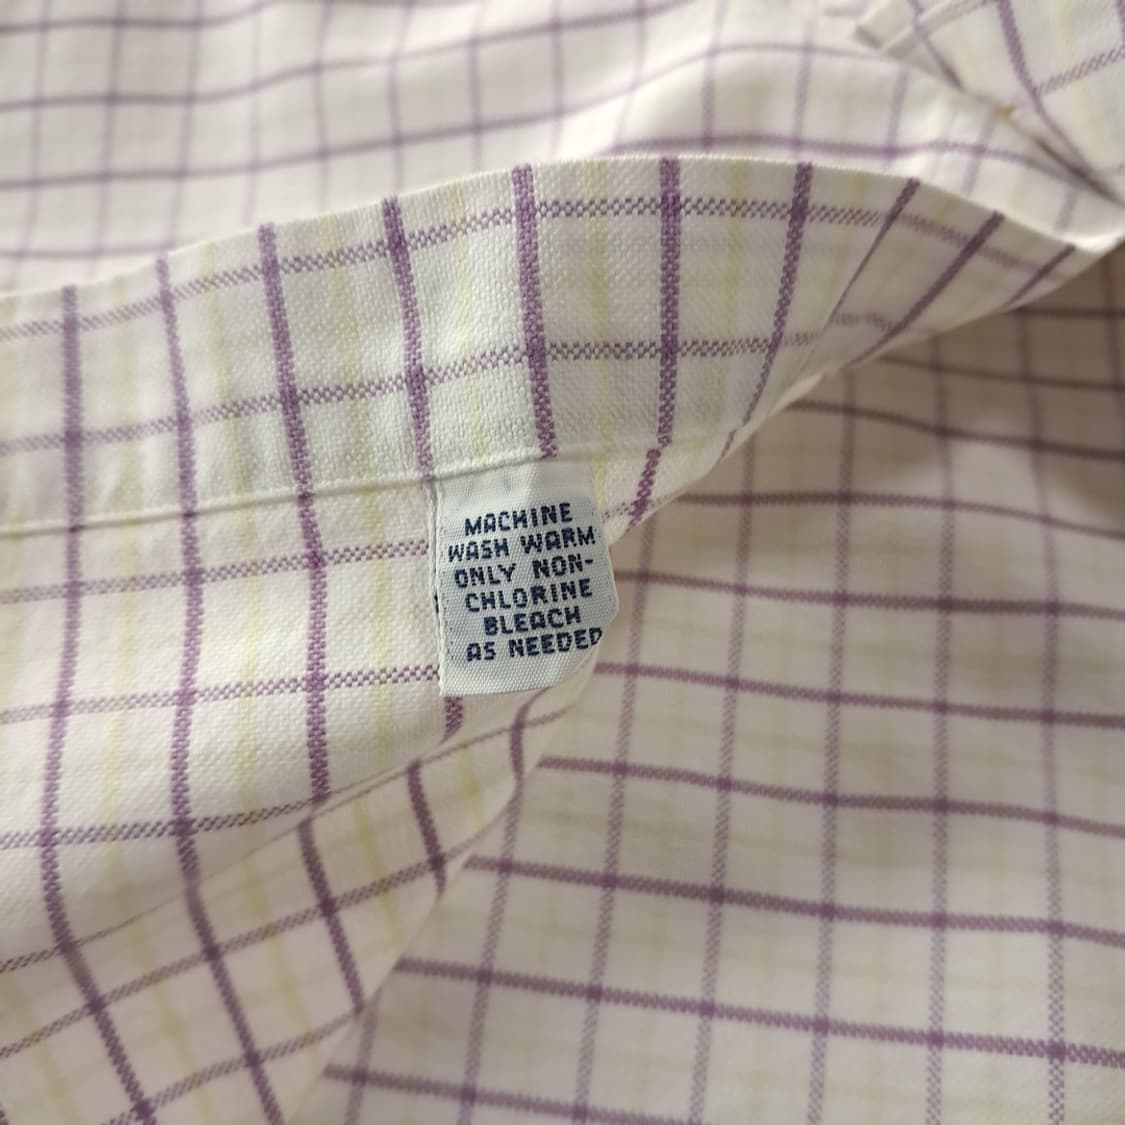 MACHINE
WASH WARM
ONLY NON-
CHLORINE
BLEACH
AS NEEDED